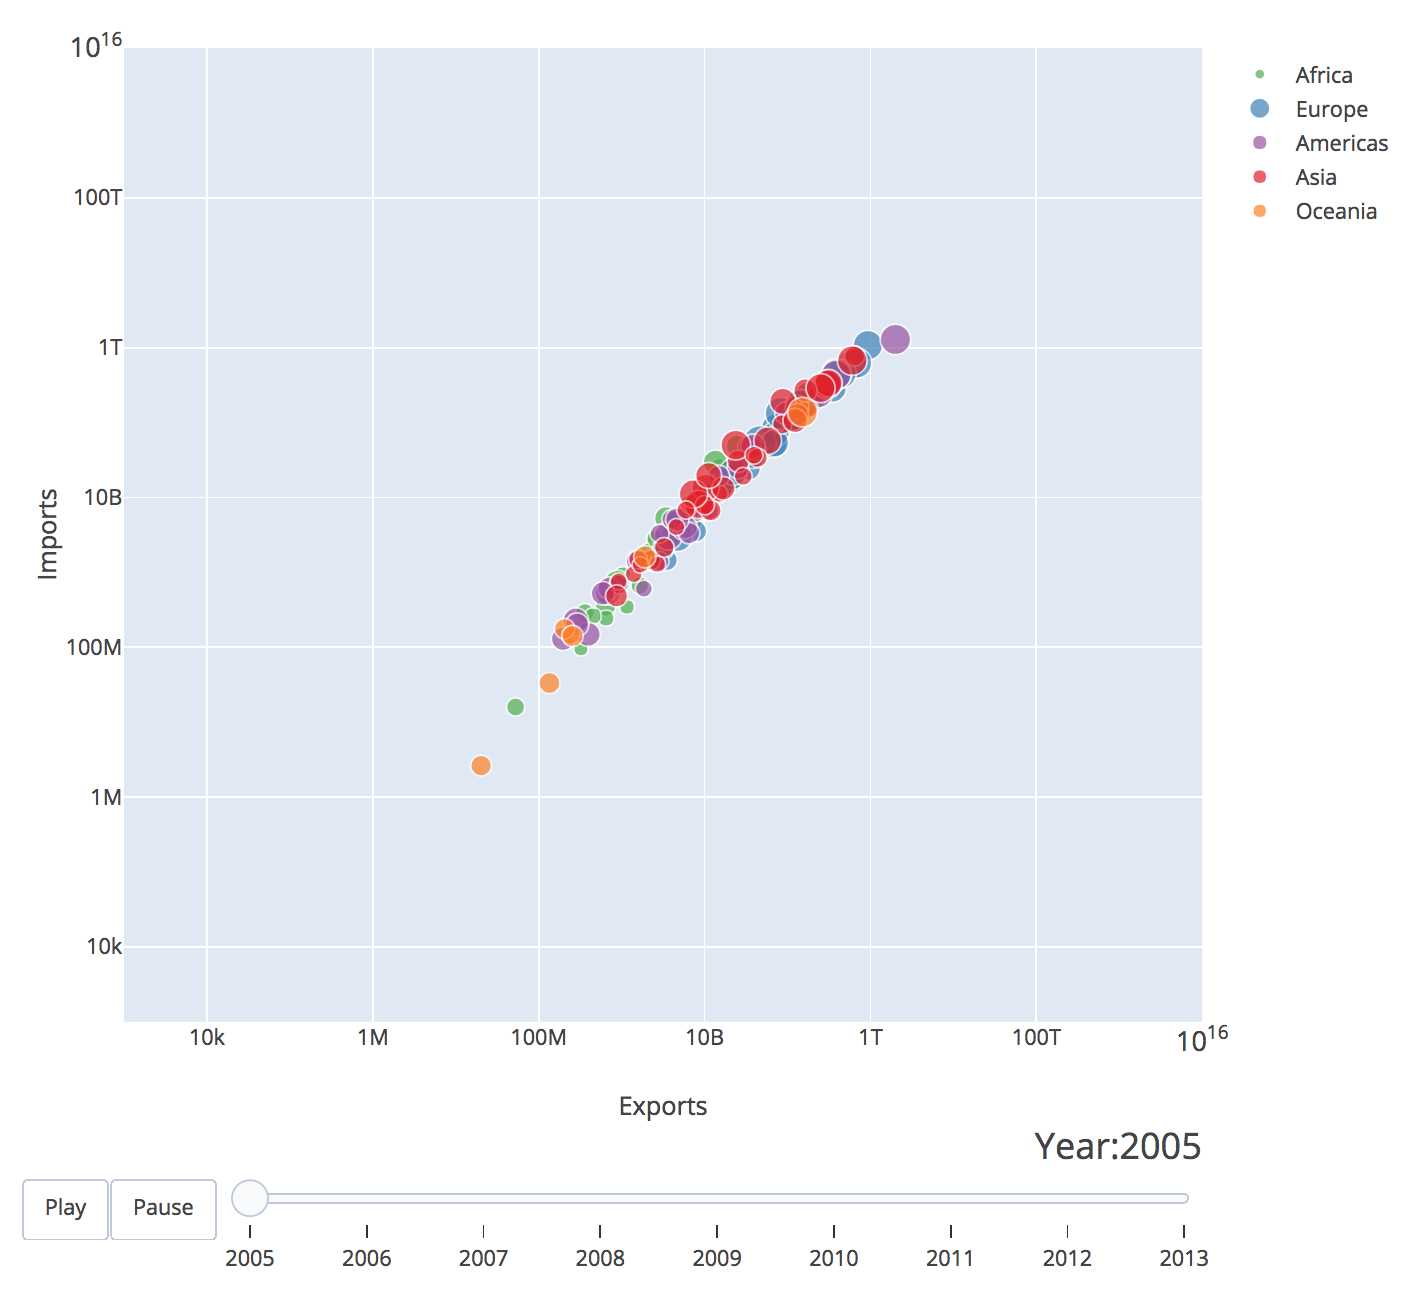 10^16
100T
1T
10B
100M
1M
10k
Imports
10k
1M
100M
10B
1T
100T
10^16
Exports
Africa
Europe
Americas
Asia
Oceania
Year:2005
Play
Pause
2005
2006
2007
2008
2009
2010
2011
2012
2013